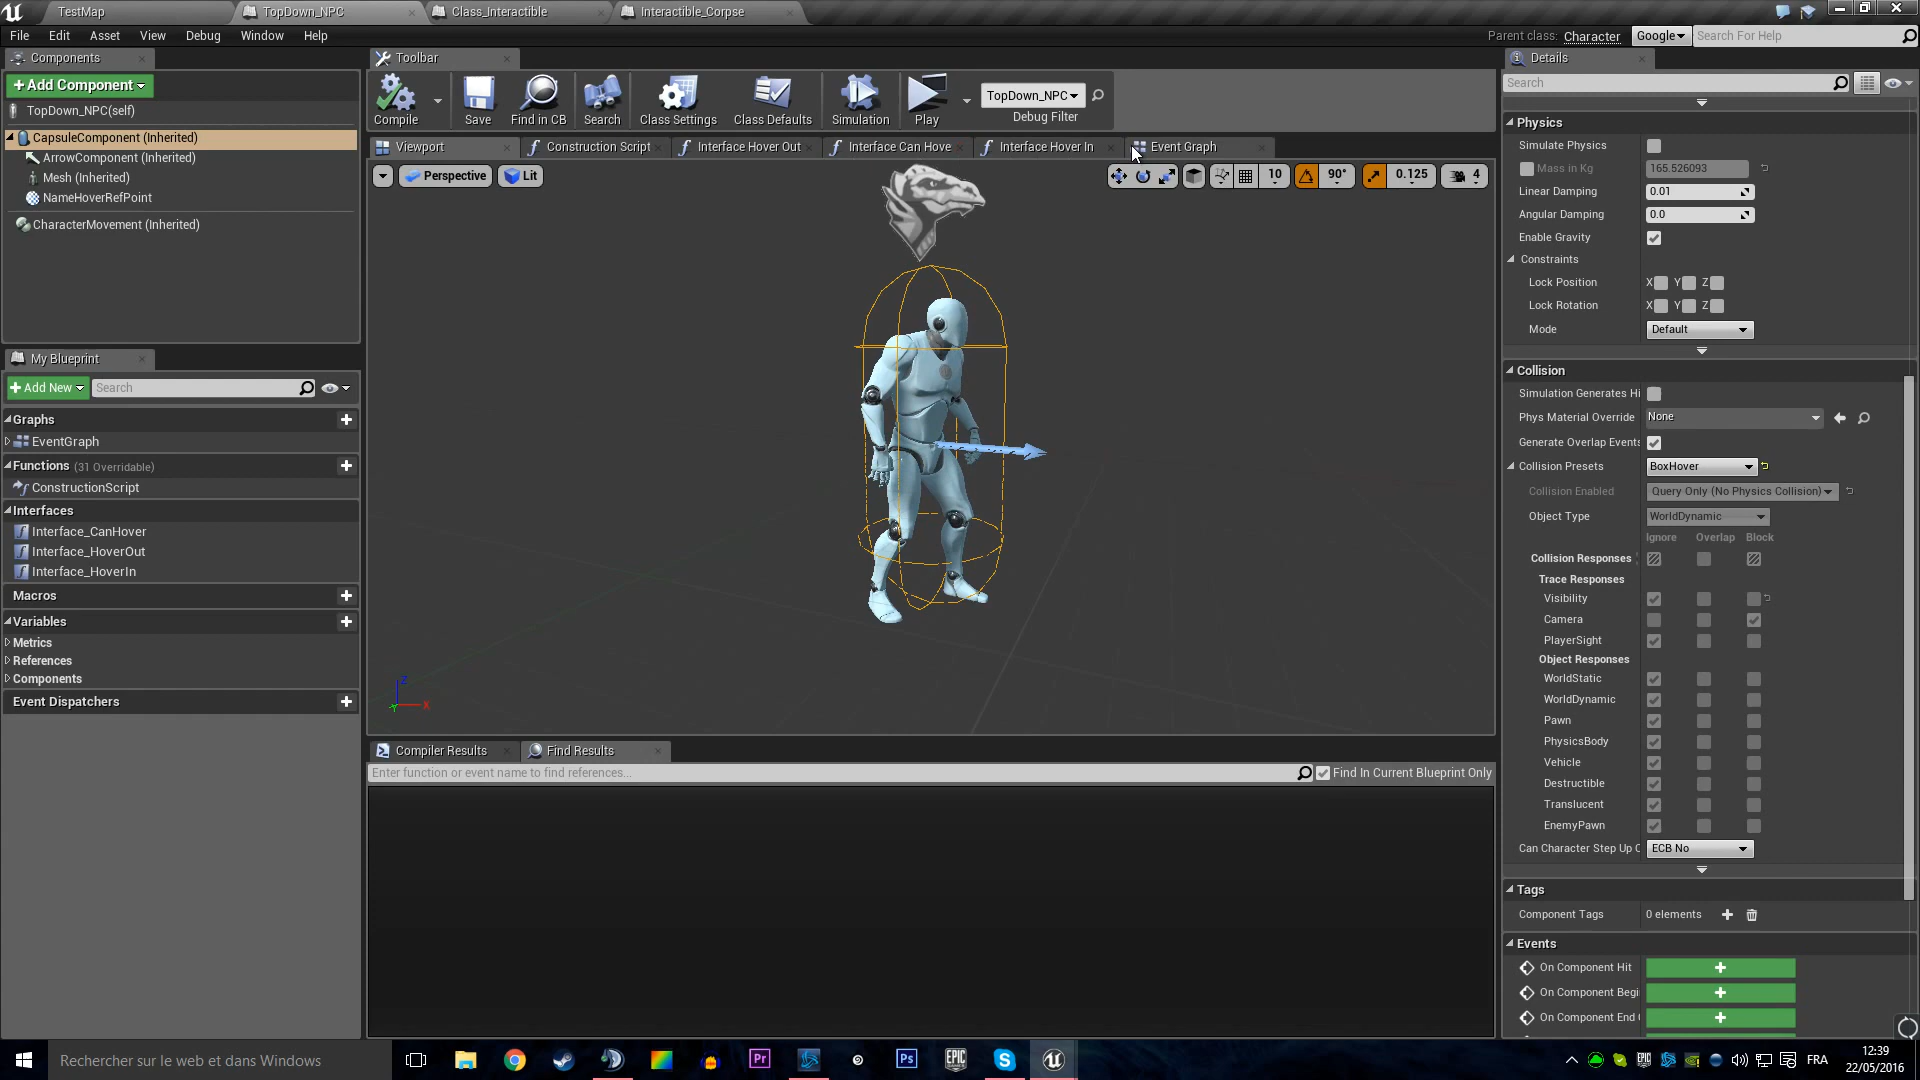 TestMap
TopDown_NPC
Class_Interactible
Interactible_Corpse
File Edit Asset View Debug Window Help
Parent class: Character
Google
Search For Help
Components
Add Component
TopDown_NPC(self)
CapsuleComponent (Inherited)
ArrowComponent (Inherited)
Mesh (Inherited)
NameHoverRefPoint
CharacterMovement (Inherited)
My Blueprint
Add New
Search
Graphs
EventGraph
Functions (31 Overridable)
ConstructionScript
Interfaces
Interface_CanHover
Interface_HoverOut
Interface_HoverIn
Macros
Variables
Metrics
References
Components
Event Dispatchers
Toolbar
Compile
Save
Find in CB
Search
Class Settings
Class Defaults
Simulation
Play
TopDown_NPC
Debug Filter
Viewport
Construction Script
Interface Hover Out
Interface Can Hove
Interface Hover In
Event Graph
Perspective
Lit
10
90°
0.125
4
Z
X
Y
Compiler Results
Find Results
Enter function or event name to find references...
Find In Current Blueprint Only
Details
Search
Physics
Simulate Physics
Mass in Kg 165.526093
Linear Damping 0.01
Angular Damping 0.0
Enable Gravity
Constraints
Lock Position X Y Z
Lock Rotation X Y Z
Mode Default
Collision
Simulation Generates Hi
Phys Material Override None
Generate Overlap Events
Collision Presets BoxHover
Collision Enabled Query Only (No Physics Collision)
Object Type WorldDynamic
Ignore Overlap Block
Collision Responses
Trace Responses
Visibility
Camera
PlayerSight
Object Responses
WorldStatic
WorldDynamic
Pawn
PhysicsBody
Vehicle
Destructible
Translucent
EnemyPawn
Can Character Step Up O ECB No
Tags
Component Tags 0 elements
Events
On Component Hit
On Component Begi
On Component End
Rechercher sur le web et dans Windows
Pr
Ps
EPIC GAMES
FRA
12:39
22/05/2016